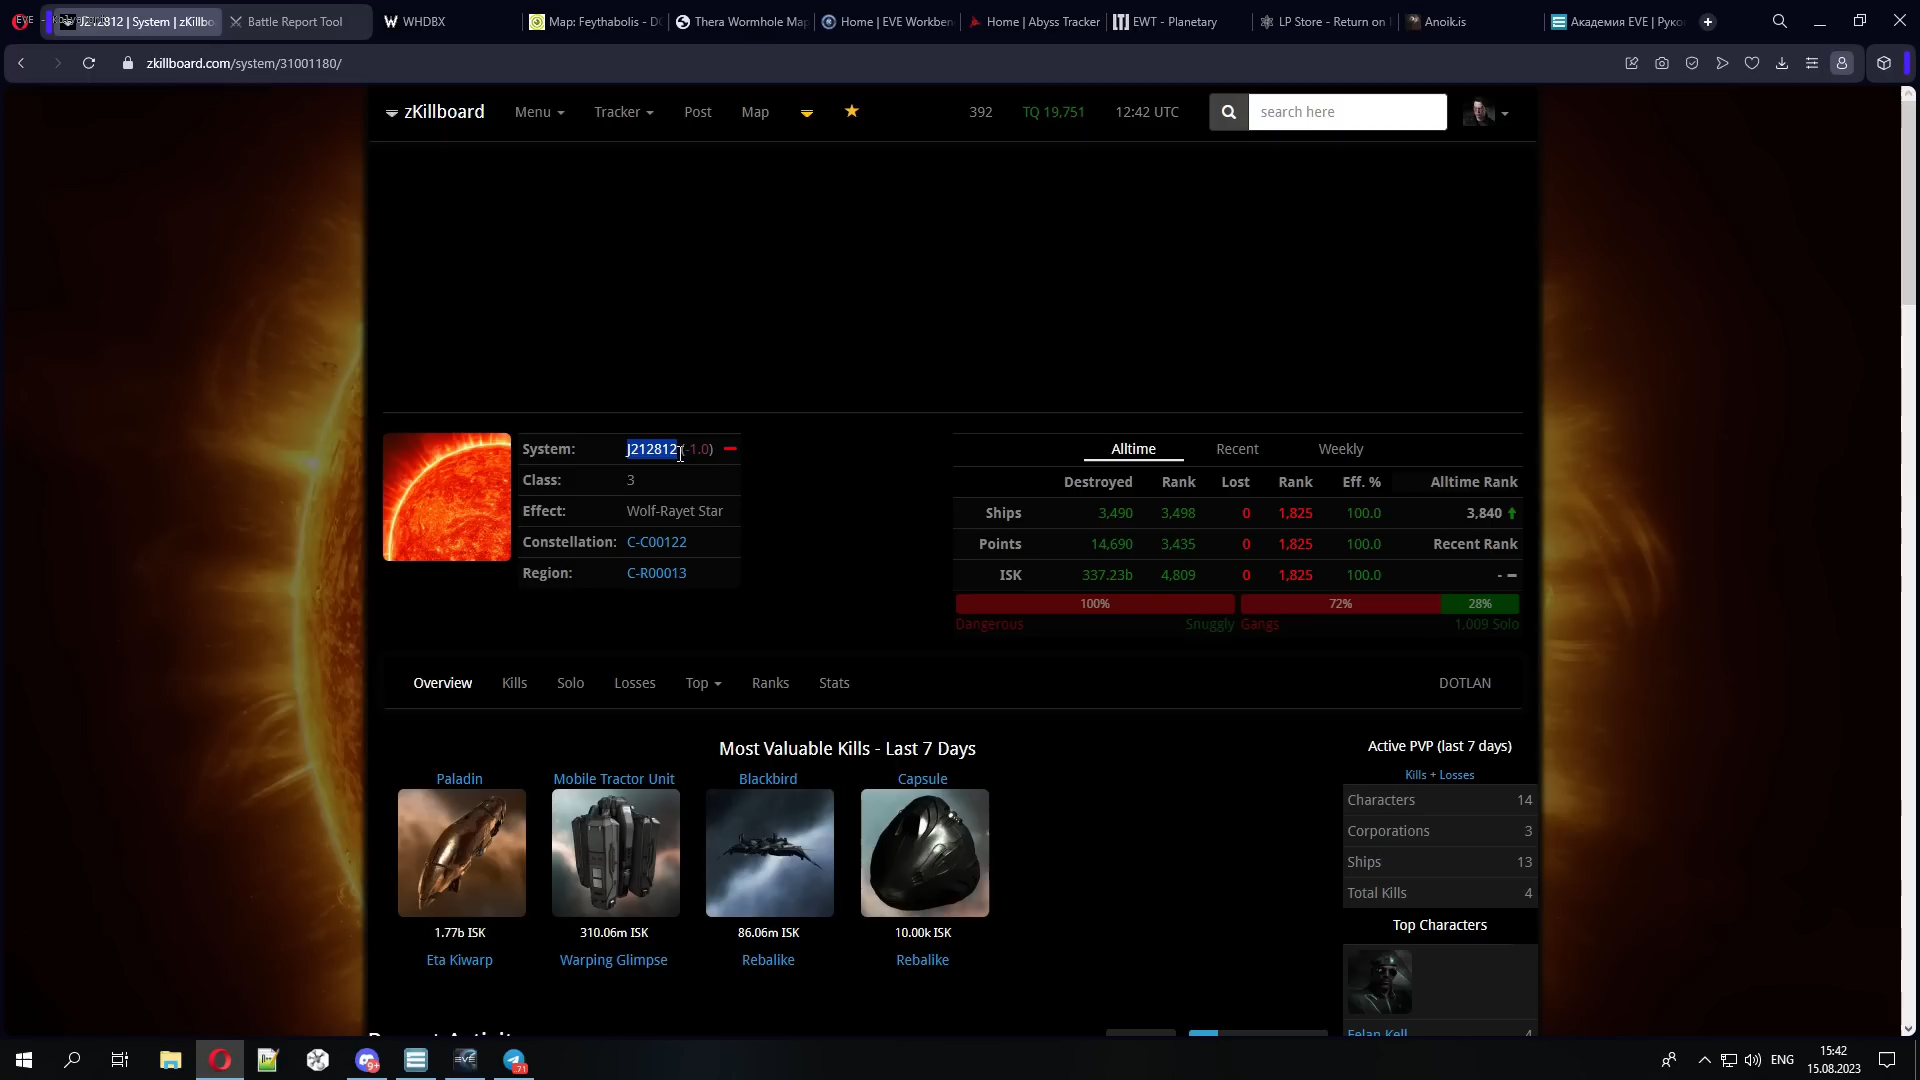 J212812 | System | zKillbo
Battle Report Tool
WHDBX
Map: Feythabolis - DO
Thera Wormhole Map
Home | EVE Workben
Home | Abyss Tracker
EWT - Planetary
LP Store - Return on I
Anoik.is
Академия EVE | Руко
zkillboard.com/system/31001180/
zKillboard
Menu
Tracker
Post
Map
392
TQ 19,751
12:42 UTC
search here
System: J212812 (-1.0)
Class: 3
Effect: Wolf-Rayet Star
Constellation: C-C00122
Region: C-R00013
Alltime Recent Weekly
Destroyed Rank Lost Rank Eff. % Alltime Rank
Ships 3,490 3,498 0 1,825 100.0 3,840
Points 14,690 3,435 0 1,825 100.0 Recent Rank
ISK 337.23b 4,809 0 1,825 100.0 -
100% 72% 28%
Dangerous Snuggly Gangs 1,009 Solo
Overview Kills Solo Losses Top Ranks Stats DOTLAN
Most Valuable Kills - Last 7 Days
Paladin Mobile Tractor Unit Blackbird Capsule
1.77b ISK 310.06m ISK 86.06m ISK 10.00k ISK
Eta Kiwarp Warping Glimpse Rebalike Rebalike
Active PVP (last 7 days)
Kills + Losses
Characters 14
Corporations 3
Ships 13
Total Kills 4
Top Characters
Felan Kell 4
9+
EVE
71
ENG
15:42
15.08.2023